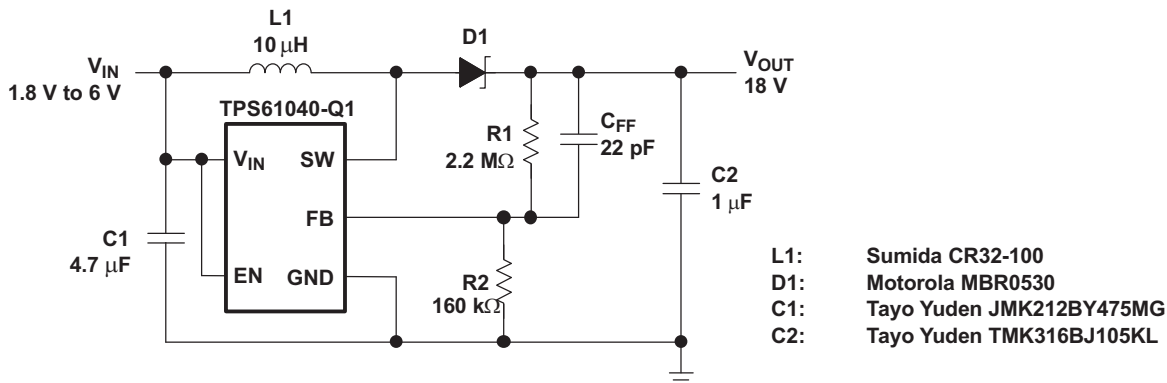 L1
10 μH
D1
V_IN
1.8 V to 6 V
V_OUT
18 V
TPS61040-Q1
V_IN
SW
FB
EN
GND
R1
2.2 MΩ
C_FF
22 pF
C2
1 μF
C1
4.7 μF
R2
160 kΩ
L1: Sumida CR32-100
D1: Motorola MBR0530
C1: Tayo Yuden JMK212BY475MG
C2: Tayo Yuden TMK316BJ105KL